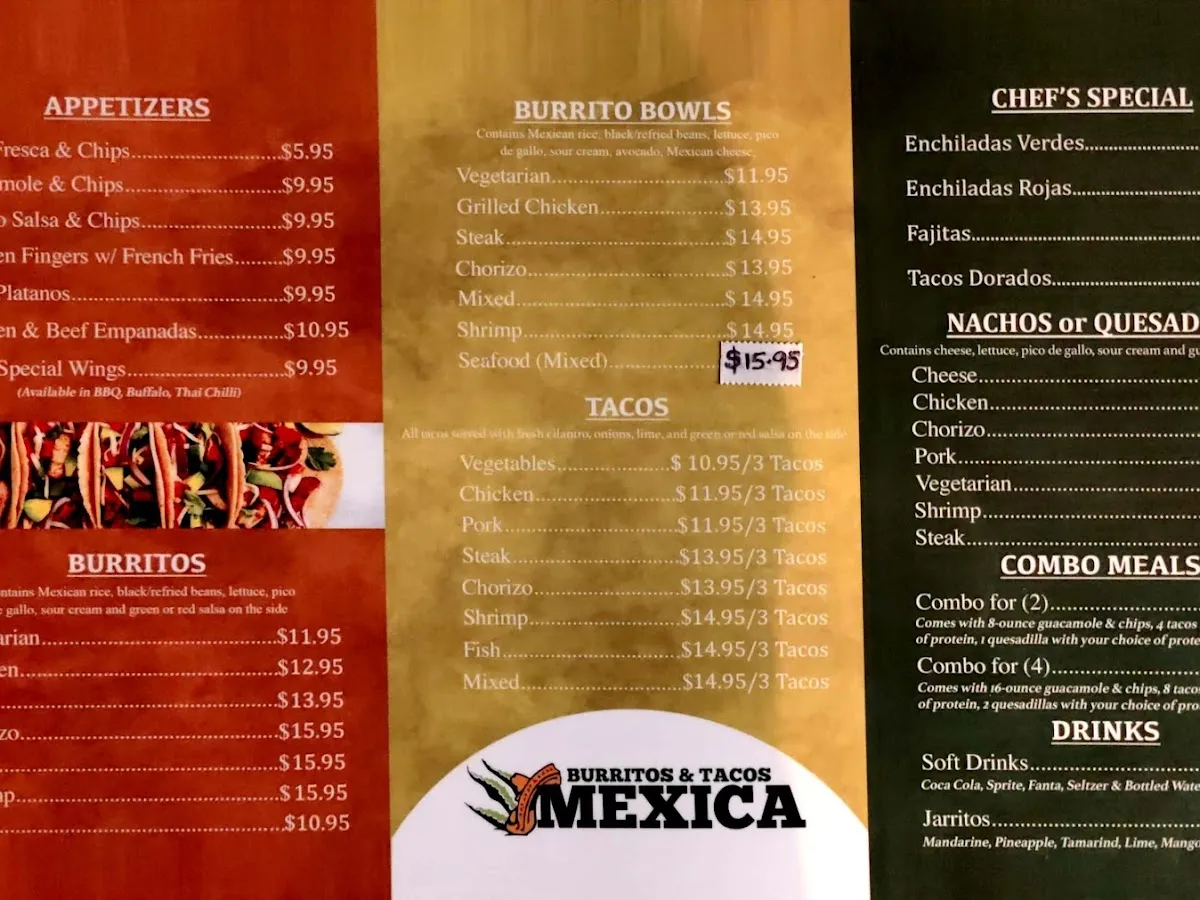 APPETIZERS
Fresca & Chips..............................$5.95
mole & Chips..............................$9.95
Salsa & Chips..............................$9.95
Fingers w/ French Fries.........$9.95
Platanos..............................$9.95
& Beef Empanadas..............................$10.95
Special Wings..............................$9.95
(Available in BBQ, Buffalo, Thai Chilli)
BURRITOS
ntains Mexican rice, black/refried beans, lettuce, pico
gallo, sour cream and green or red salsa on the side
arian..............................$11.95
en..............................$12.95
..............................$13.95
zo..............................$15.95
..............................$15.95
..............................$15.95
..............................$10.95
BURRITO BOWLS
Contains Mexican rice, black/refried beans, lettuce, pico
de gallo, sour cream, avocado, Mexican cheese,
Vegetarian..............................$11.95
Grilled Chicken..............................$13.95
Steak..............................$14.95
Chorizo..............................$13.95
Mixed..............................$14.95
Shrimp..............................$14.95
Seafood (Mixed)..............................$15.95
TACOS
All tacos served with fresh cilantro, onions, lime, and green or red salsa on the side
Vegetables....................$ 10.95/3 Tacos
Chicken....................$11.95/3 Tacos
Pork....................$11.95/3 Tacos
Steak....................$13.95/3 Tacos
Chorizo....................$13.95/3 Tacos
Shrimp....................$14.95/3 Tacos
Fish....................$14.95/3 Tacos
Mixed....................$14.95/3 Tacos
BURRITOS & TACOS
MEXICA
CHEF'S SPECIAL
Enchiladas Verdes....................
Enchiladas Rojas....................
Fajitas....................
Tacos Dorados....................
NACHOS or QUESAD
Contains cheese, lettuce, pico de gallo, sour cream and gu
Cheese....................
Chicken....................
Chorizo....................
Pork....................
Vegetarian....................
Shrimp....................
Steak....................
COMBO MEALS
Combo for (2)....................
Comes with 8-ounce guacamole & chips, 4 tacos
of protein, 1 quesadilla with your choice of prote
Combo for (4)....................
Comes with 16-ounce guacamole & chips, 8 taco
of protein, 2 quesadillas with your choice of pro
DRINKS
Soft Drinks....................
Coca Cola, Sprite, Fanta, Seltzer & Bottled Wate
Jarritos....................
Mandarine, Pineapple, Tamarind, Lime, Mango